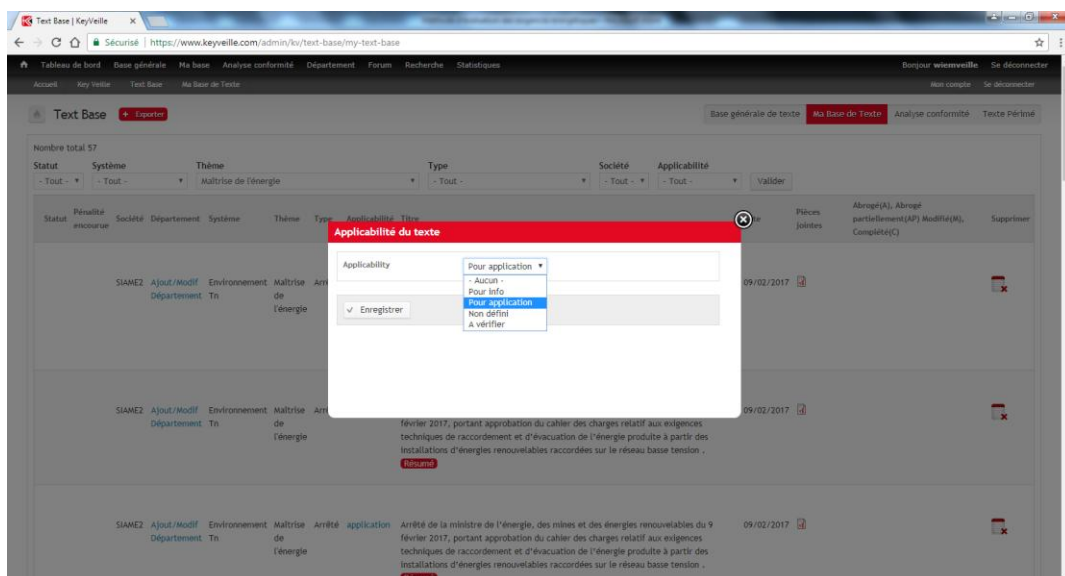 Text Base | KeyVeille
Sécurisé | https://www.keyveille.com/admin/kv/text-base/my-text-base
Tableau de bord Base générale Ma base Analyse conformité Département Forum Recherche Statistiques Bonjour wiemveille Se déconnecter
Accueil Key Veille Text Base Ma Base de Texte Mon compte Se déconnecter
Text Base + Exporter Base générale de texte Ma Base de Texte Analyse conformité Texte Périmé
Nombre total 57
Statut Système Thème Type Société Applicabilité
- Tout - - Tout - Maîtrise de l'énergie - Tout - - Tout - - Tout - Valider
Statut Pénalité encourue Société Département Système Thème Type Applicabilité Titre Pièces jointes Abrogé(A), Abrogé partiellement(AP) Modifié(M), Complété(C) Supprimer
Applicabilité du texte
Applicability Pour application
- Aucun -
Pour info
Pour application
Non défini
A vérifier
Enregistrer
SIAME2 Ajout/Modif Environnement Maîtrise 09/02/2017
Département Tn de
l'énergie
SIAME2 Ajout/Modif Environnement Maîtrise 09/02/2017
Département Tn de février 2017, portant approbation du cahier des charges relatif aux exigences
l'énergie techniques de raccordement et d'évacuation de l'énergie produite à partir des
installations d'énergies renouvelables raccordées sur le réseau basse tension .
Résumé
SIAME2 Ajout/Modif Environnement Maîtrise Arrêté application Arrêté de la ministre de l'énergie, des mines et des énergies renouvelables du 9 09/02/2017
Département Tn de février 2017, portant approbation du cahier des charges relatif aux exigences
l'énergie techniques de raccordement et d'évacuation de l'énergie produite à partir des
installations d'énergies renouvelables raccordées sur le réseau basse tension .